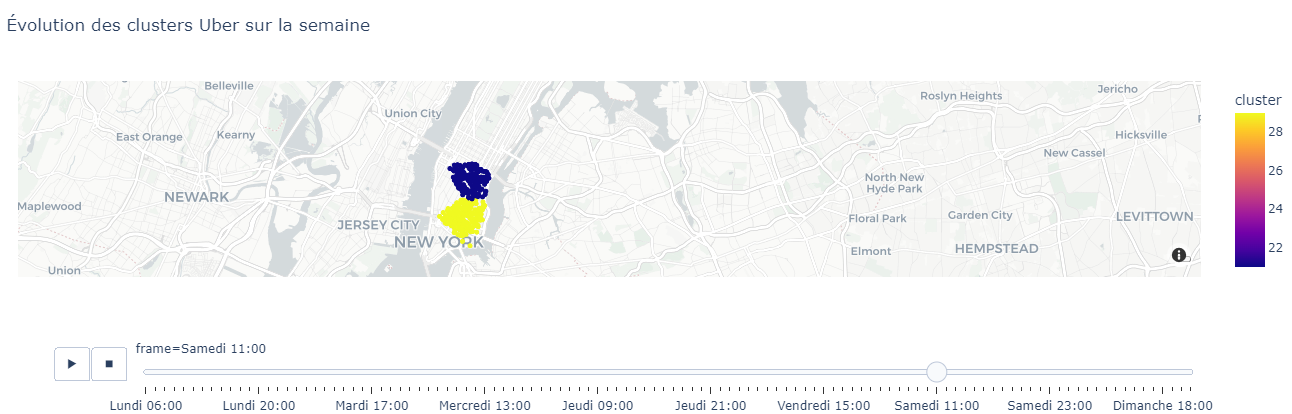 Évolution des clusters Uber sur la semaine
Belleville
Union City
East Orange
Kearny
NEWARK
Maplewood
JERSEY CITY
NEW YORK
Union
Roslyn Heights
Jericho
Hicksville
New Cassel
North New
Hyde Park
Floral Park
Garden City
LEVITTOWN
Elmont
HEMPSTEAD
cluster
28
26
24
22
frame=Samedi 11:00
Lundi 06:00 Lundi 20:00 Mardi 17:00 Mercredi 13:00 Jeudi 09:00 Jeudi 21:00 Vendredi 15:00 Samedi 11:00 Samedi 23:00 Dimanche 18:00